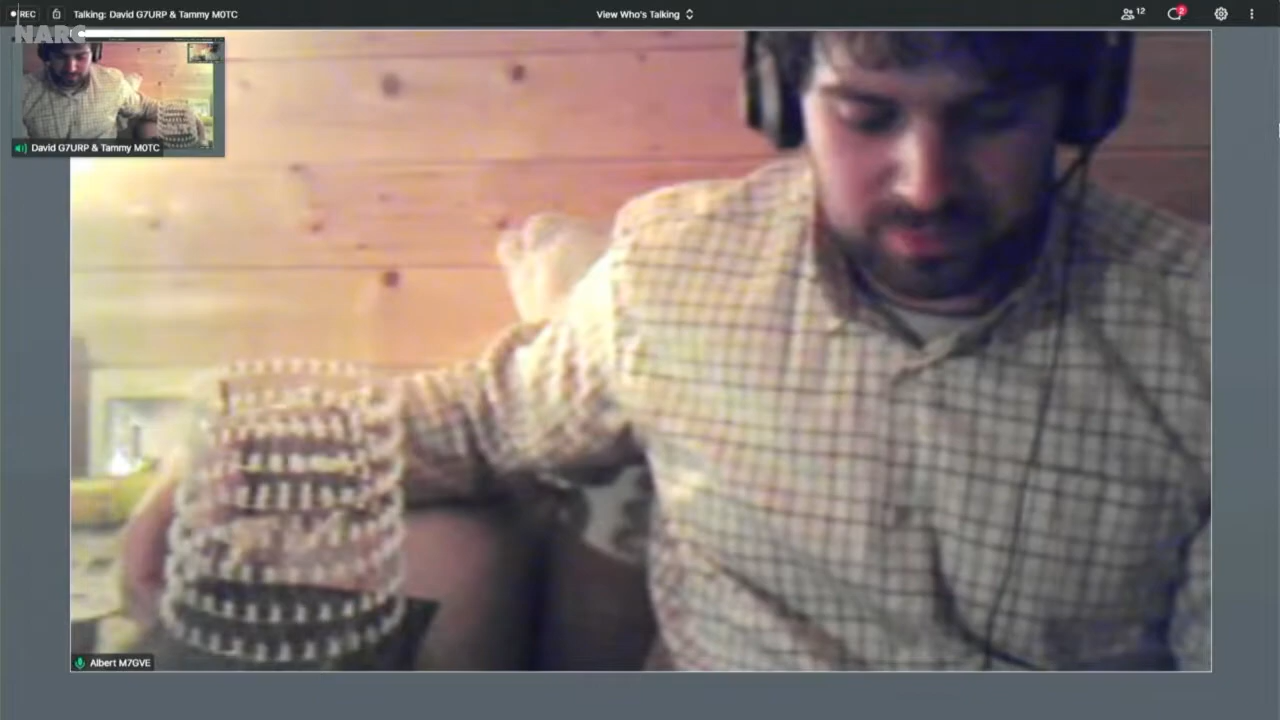 REC
Talking: David G7URP & Tammy M0TC
View Who's Talking
12
2
NARC
David G7URP & Tammy M0TC
Albert M7GVE